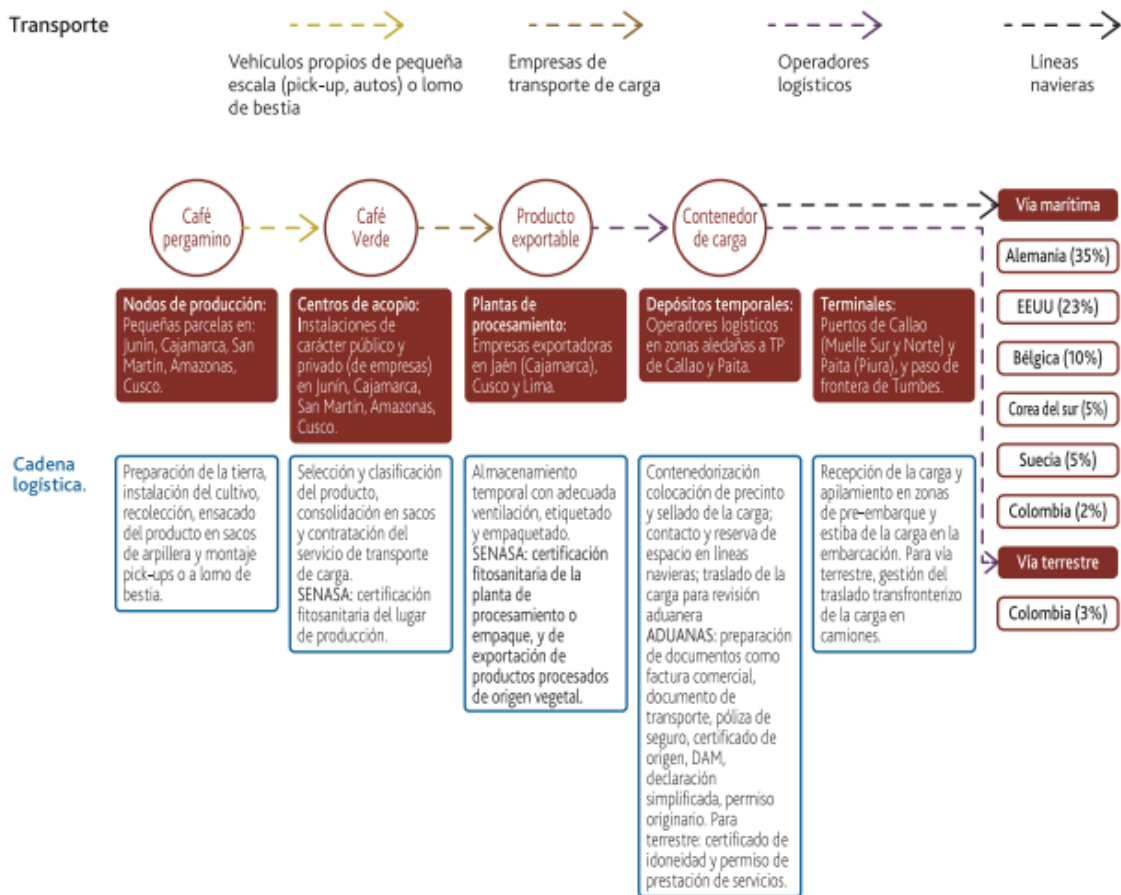 Transporte
Vehículos propios de pequeña
escala (pick-up, autos) o lomo
de bestia
Empresas de
transporte de carga
Operadores
logísticos
Líneas
navieras
Café
pergamino
Café
Verde
Producto
exportable
Contenedor
de carga
Vía marítima
Alemania (35%)
EEUU (23%)
Bélgica (10%)
Corea del sur (5%)
Suecia (5%)
Colombia (2%)
Vía terrestre
Colombia (3%)
Nodos de producción:
Pequeñas parcelas en:
Junín, Cajamarca, San
Martín, Amazonas,
Cusco.
Centros de acopio:
Instalaciones de
carácter público y
privado (de empresas)
en Junín, Cajamarca,
San Martín, Amazonas,
Cusco.
Plantas de
procesamiento:
Empresas exportadoras
en Jaén (Cajamarca),
Cusco y Lima.
Depósitos temporales:
Operadores logísticos
en zonas aledañas a TP
de Callao y Paita.
Terminales:
Puertos de Callao
(Muelle Sur y Norte) y
Paita (Piura), y paso de
frontera de Tumbes.
Cadena
logística.
Preparación de la tierra,
instalación del cultivo,
recolección, ensacado
del producto en sacos
de arpillera y montaje
pick-ups o a lomo de
bestia.
Selección y clasificación
del producto,
consolidación en sacos
y contratación del
servicio de transporte
de carga.
SENASA: certificación
fitosanitaria del lugar
de producción.
Almacenamiento
temporal con adecuada
ventilación, etiquetado
y empaquetado.
SENASA: certificación
fitosanitaria de la
planta de
procesamiento o
empaque, y de
exportación de
productos procesados
de origen vegetal.
Contenedorización
colocación de precinto
y sellado de la carga;
contacto y reserva de
espacio en líneas
navieras; traslado de la
carga para revisión
aduanera
ADUANAS: preparación
de documentos como
factura comercial,
documento de
transporte, póliza de
seguro, certificado de
origen, DAM,
declaración
simplificada, permiso
originario. Para
terrestre: certificado de
idoneidad y permiso de
prestación de servicios.
Recepción de la carga y
apilamiento en zonas
de pre-embarque y
estiba de la carga en la
embarcación. Para vía
terrestre, gestión del
traslado transfronterizo
de la carga en
camiones.